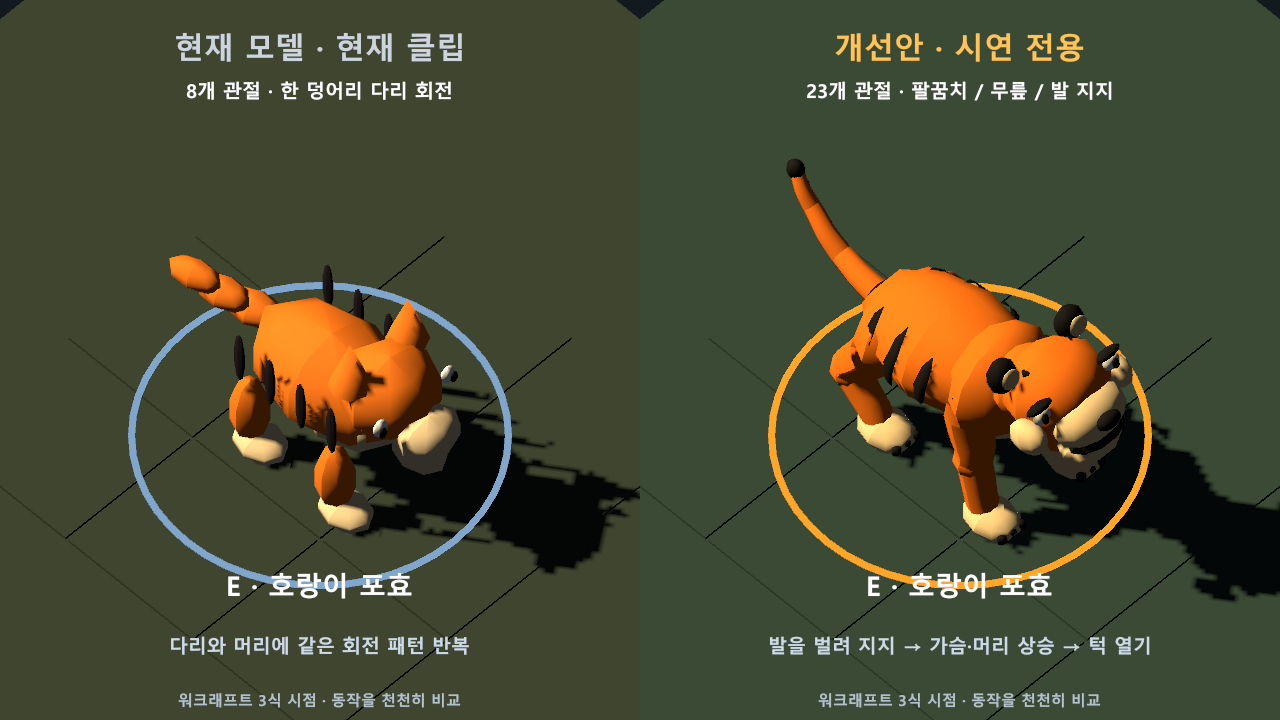 현재 모델 · 현재 클립
8개 관절 · 한 덩어리 다리 회전
E · 호랑이 포효
다리와 머리에 같은 회전 패턴 반복
워크래프트 3식 시점 · 동작을 천천히 비교
개선안 · 시연 전용
23개 관절 · 팔꿈치 / 무릎 / 발 지지
E · 호랑이 포효
발을 벌려 지지 → 가슴·머리 상승 → 턱 열기
워크래프트 3식 시점 · 동작을 천천히 비교